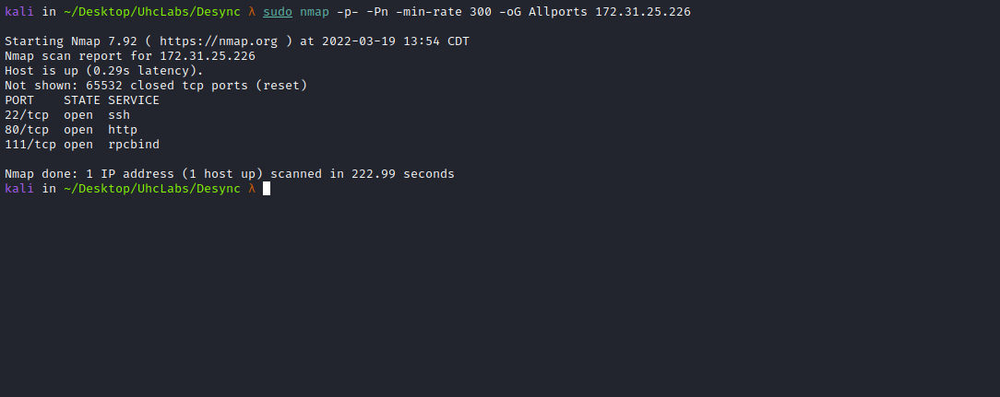 kali in ~/Desktop/UhcLabs/Desync λ sudo nmap -p- -Pn -min-rate 300 -oG Allports 172.31.25.226
Starting Nmap 7.92 ( https://nmap.org ) at 2022-03-19 13:54 CDT
Nmap scan report for 172.31.25.226
Host is up (0.29s latency).
Not shown: 65532 closed tcp ports (reset)
PORT    STATE SERVICE
22/tcp  open  ssh
80/tcp  open  http
111/tcp open  rpcbind
Nmap done: 1 IP address (1 host up) scanned in 222.99 seconds
kali in ~/Desktop/UhcLabs/Desync λ